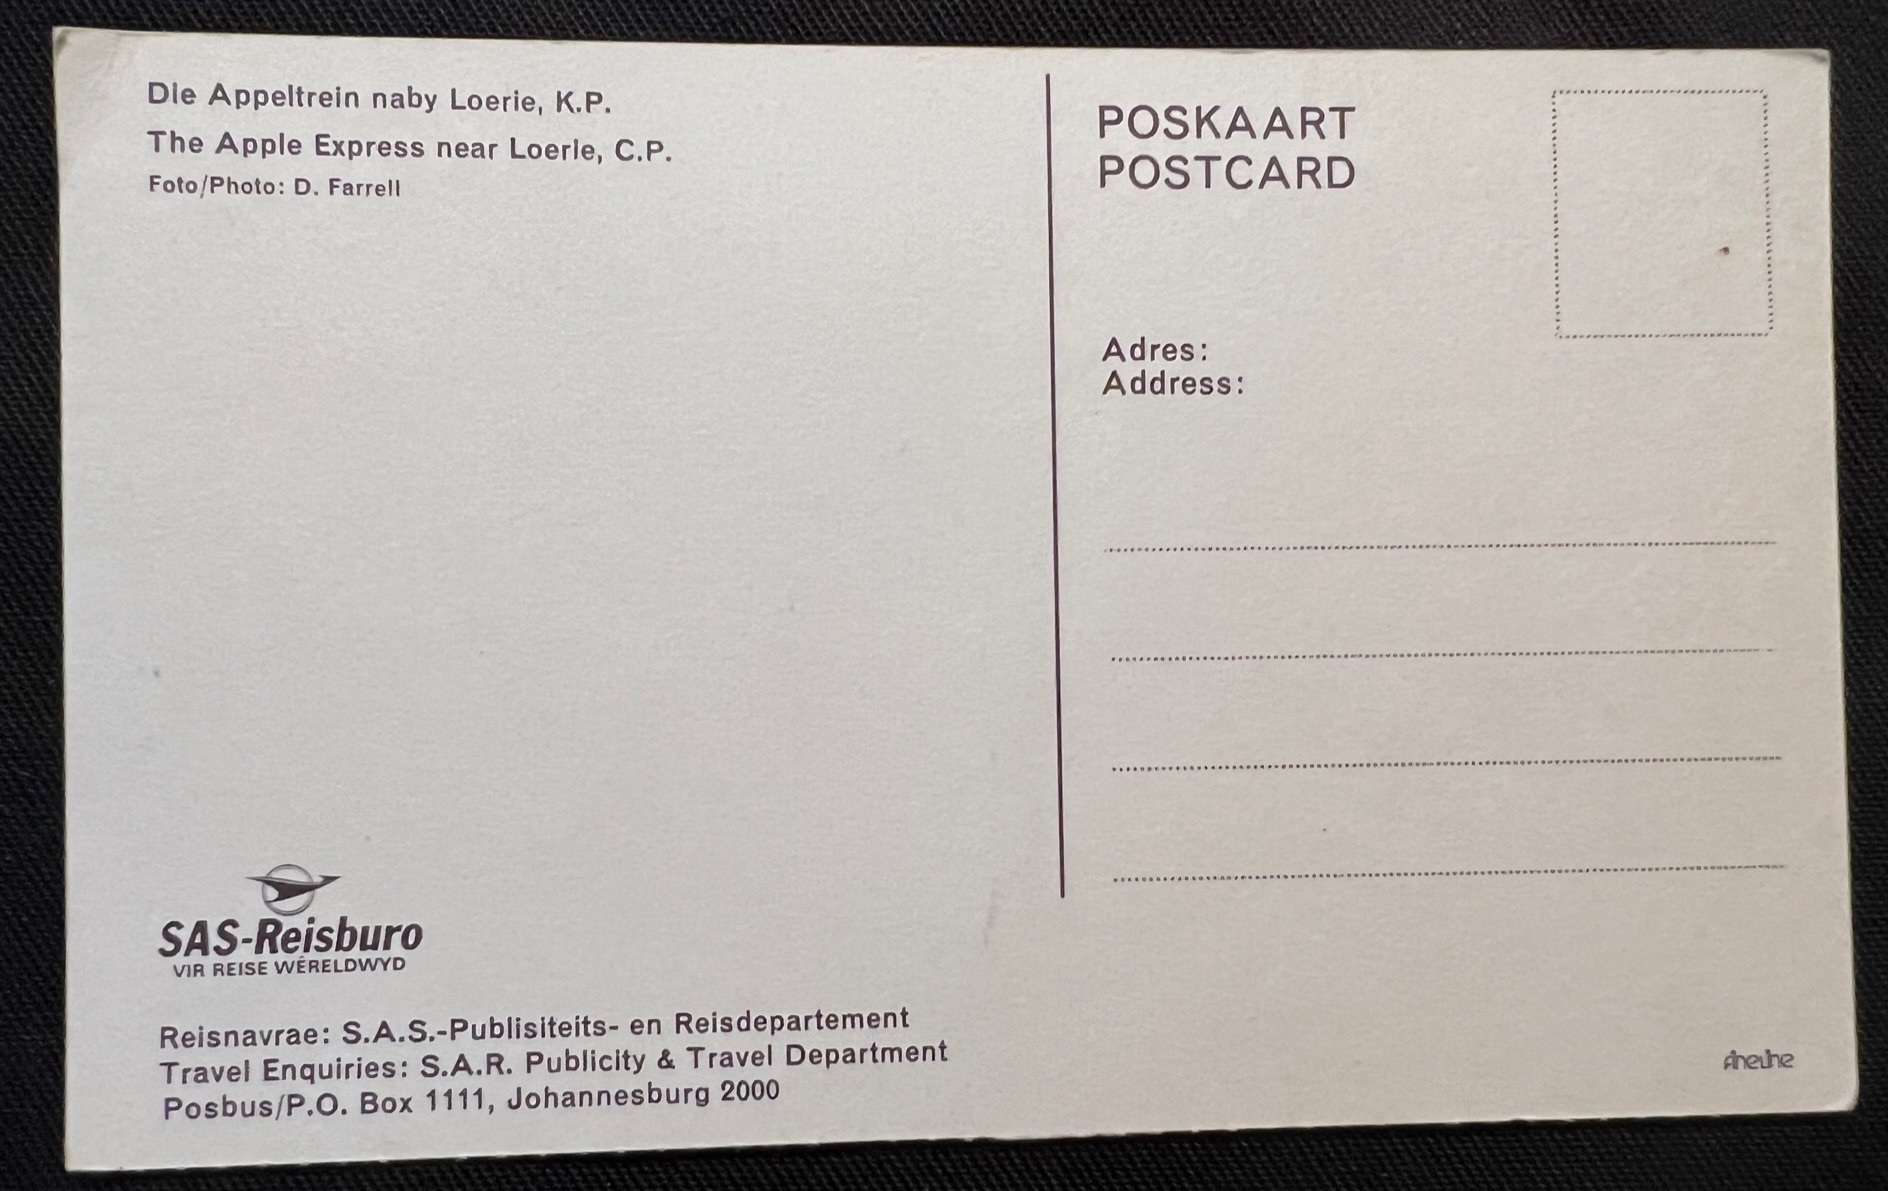 Die Appeltrein naby Loerie, K.P.
The Apple Express near Loerie, C.P.
Foto/Photo: D. Farrell
POSKAART
POSTCARD
Adres:
Address:
SAS-Reisburo
VIR REISE WÊRELDWYD
Reisnavrae: S.A.S.-Publisiteits- en Reisdepartement
Travel Enquiries: S.A.R. Publicity & Travel Department
Posbus/P.O. Box 1111, Johannesburg 2000